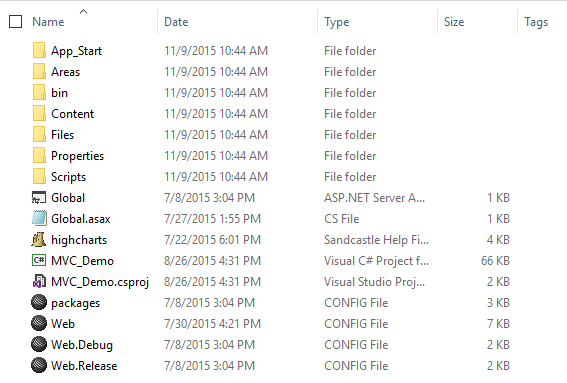 Name Date Type Size Tags
App_Start 11/9/2015 10:44 AM File folder
Areas 11/9/2015 10:44 AM File folder
bin 11/9/2015 10:44 AM File folder
Content 11/9/2015 10:44 AM File folder
Files 11/9/2015 10:44 AM File folder
Properties 11/9/2015 10:44 AM File folder
Scripts 11/9/2015 10:44 AM File folder
Global 7/8/2015 3:04 PM ASP.NET Server A... 1 KB
Global.asax 7/27/2015 1:55 PM CS File 1 KB
highcharts 7/22/2015 6:01 PM Sandcastle Help Fi... 4 KB
C# MVC_Demo 8/26/2015 4:31 PM Visual C# Project f... 66 KB
MVC_Demo.csproj 8/26/2015 4:31 PM Visual Studio Proj... 2 KB
packages 7/8/2015 3:04 PM CONFIG File 3 KB
Web 7/30/2015 4:21 PM CONFIG File 7 KB
Web.Debug 7/8/2015 3:04 PM CONFIG File 2 KB
Web.Release 7/8/2015 3:04 PM CONFIG File 2 KB